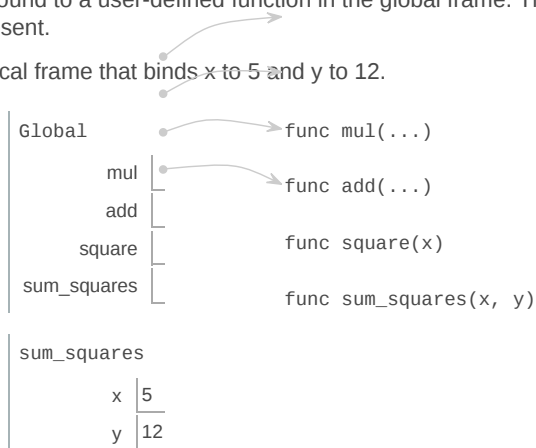 ound to a user-defined function in the global frame. Th
sent.
cal frame that binds x to 5 and y to 12.
Global
func mul(...)
mul
func add(...)
add
square
func square(x)
sum_squares
func sum_squares(x, y)
sum_squares
x 5
y 12